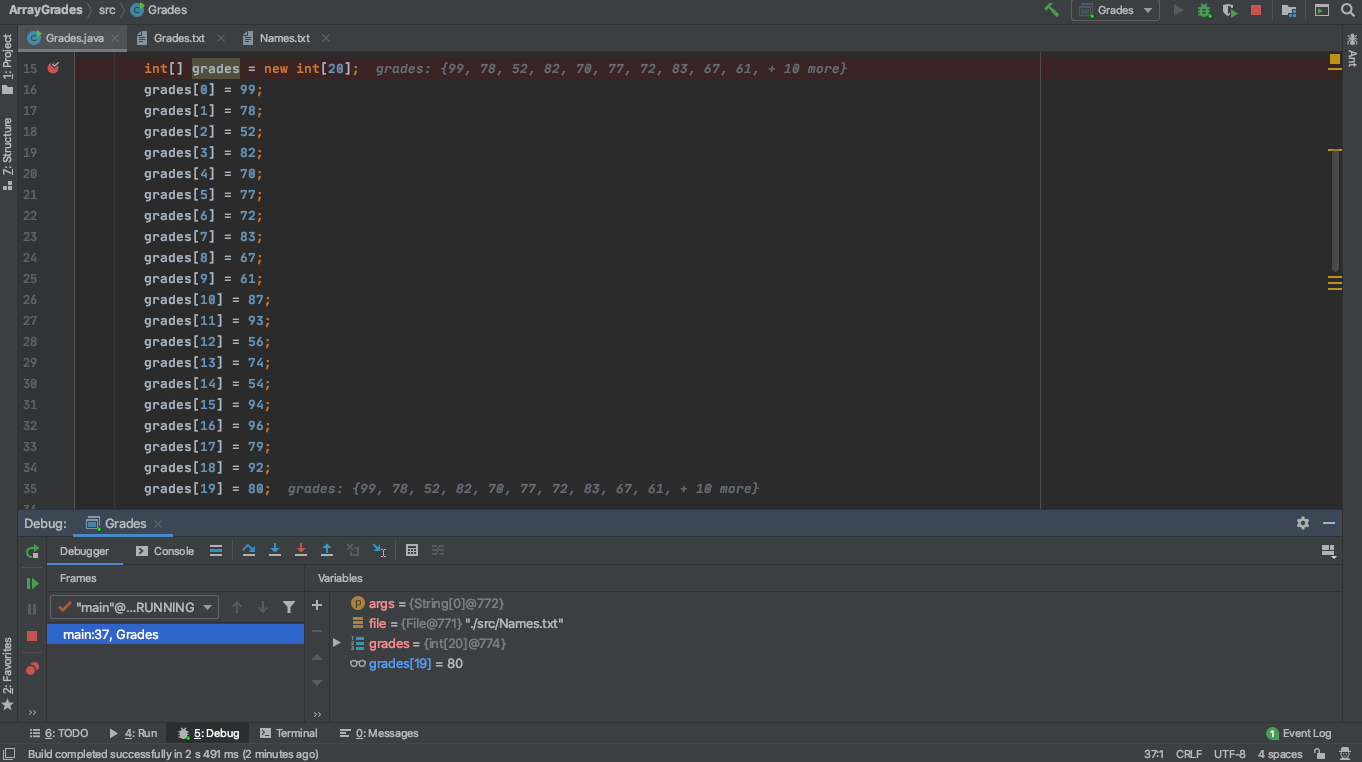 ArrayGrades src Grades Grades
1: Project Grades.java Grades.txt Names.txt Ant
15 int[] grades = new int[20]; grades: {99, 78, 52, 82, 70, 77, 72, 83, 67, 61, + 10 more}
16 grades[0] = 99;
17 grades[1] = 78;
18 grades[2] = 52;
19 grades[3] = 82;
20 grades[4] = 70;
21 grades[5] = 77;
22 grades[6] = 72;
23 grades[7] = 83;
24 grades[8] = 67;
25 grades[9] = 61;
26 grades[10] = 87;
27 grades[11] = 93;
28 grades[12] = 56;
29 grades[13] = 74;
30 grades[14] = 54;
31 grades[15] = 94;
32 grades[16] = 96;
33 grades[17] = 79;
34 grades[18] = 92;
35 grades[19] = 80; grades: {99, 78, 52, 82, 70, 77, 72, 83, 67, 61, + 10 more}
36
Z: Structure
Debug: Grades
Debugger Console
Frames Variables
"main"@...RUNNING
main:37, Grades
args = {String[0]@772}
file = {File@771} "./src/Names.txt"
grades = {int[20]@774}
grades[19] = 80
2: Favorites
6: TODO 4: Run 5: Debug Terminal 0: Messages 1 Event Log
Build completed successfully in 2 s 491 ms (2 minutes ago) 37:1 CRLF UTF-8 4 spaces